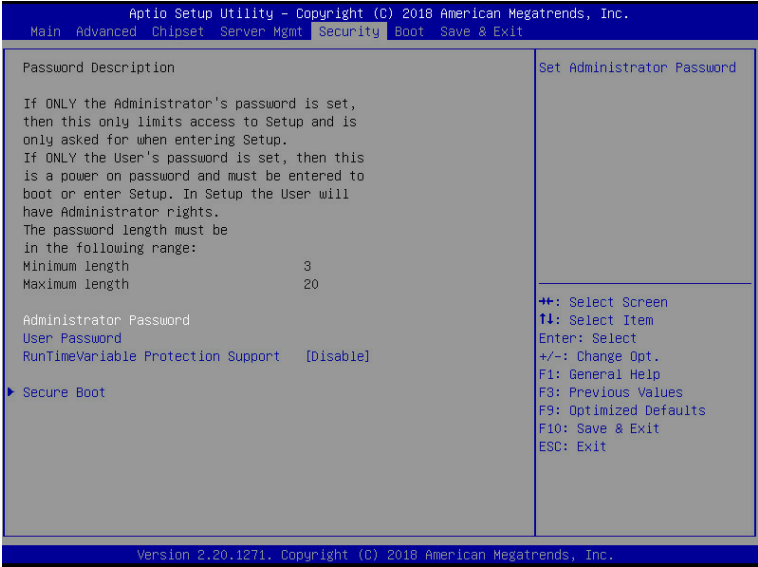 Aptio Setup Utility – Copyright (C) 2018 American Megatrends, Inc.
Main Advanced Chipset Server Mgmt Security Boot Save & Exit
Password Description
If ONLY the Administrator's password is set,
then this only limits access to Setup and is
only asked for when entering Setup.
If ONLY the User's password is set, then this
is a power on password and must be entered to
boot or enter Setup. In Setup the User will
have Administrator rights.
The password length must be
in the following range:
Minimum length 3
Maximum length 20
Administrator Password
User Password
RunTimeVariable Protection Support [Disable]
Secure Boot
Set Administrator Password
→←: Select Screen
↑↓: Select Item
Enter: Select
+/-: Change Opt.
F1: General Help
F3: Previous Values
F9: Optimized Defaults
F10: Save & Exit
ESC: Exit
Version 2.20.1271. Copyright (C) 2018 American Megatrends, Inc.